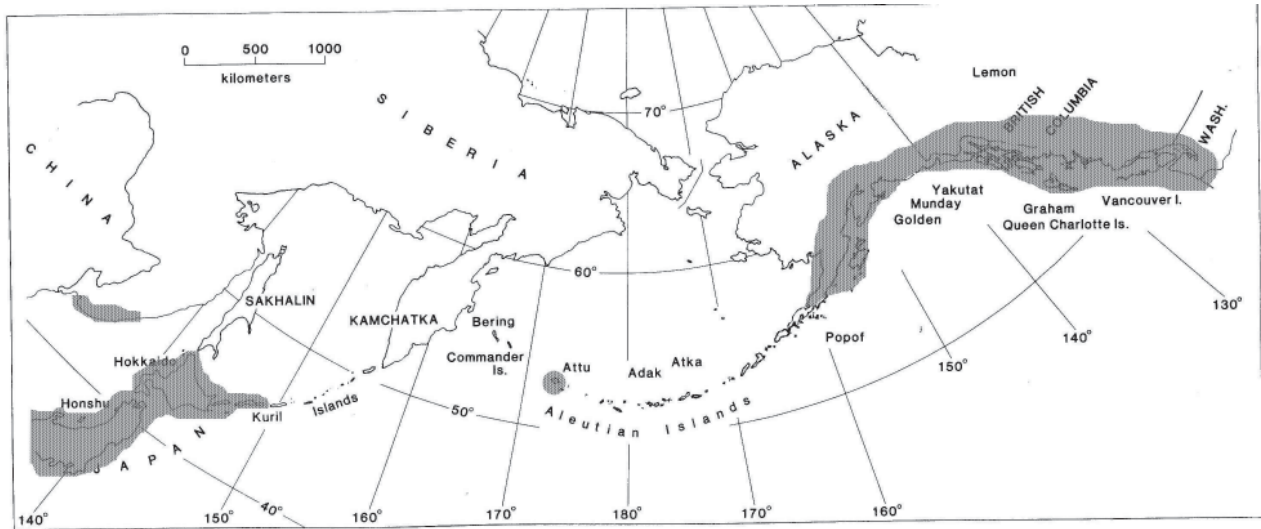 0 500 1000
kilometers
Lemon
SIBERIA
70°
ALASKA
BRITISH
COLUMBIA
WASH.
CHINA
Yakutat
Munday
Golden
Graham
Queen Charlotte Is.
Vancouver I.
60°
130°
SAKHALIN
KAMCHATKA
Bering
Commander
Is.
Popof
140°
150°
Hokkaido
Attu
Adak
Atka
Honshu
Kuril
Islands
50°
Aleutian Islands
JAPAN
140°
40°
150°
160°
170°
180°
170°
160°